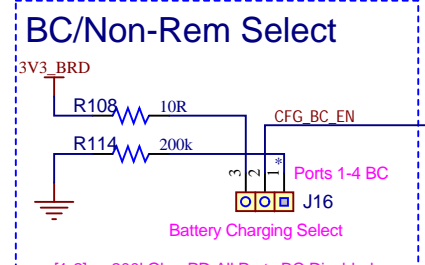 BC/Non-Rem Select
3V3_BRD
R108 10R
CFG_BC_EN
R114 200k
3 2 1 *
Ports 1-4 BC
J16
Battery Charging Select